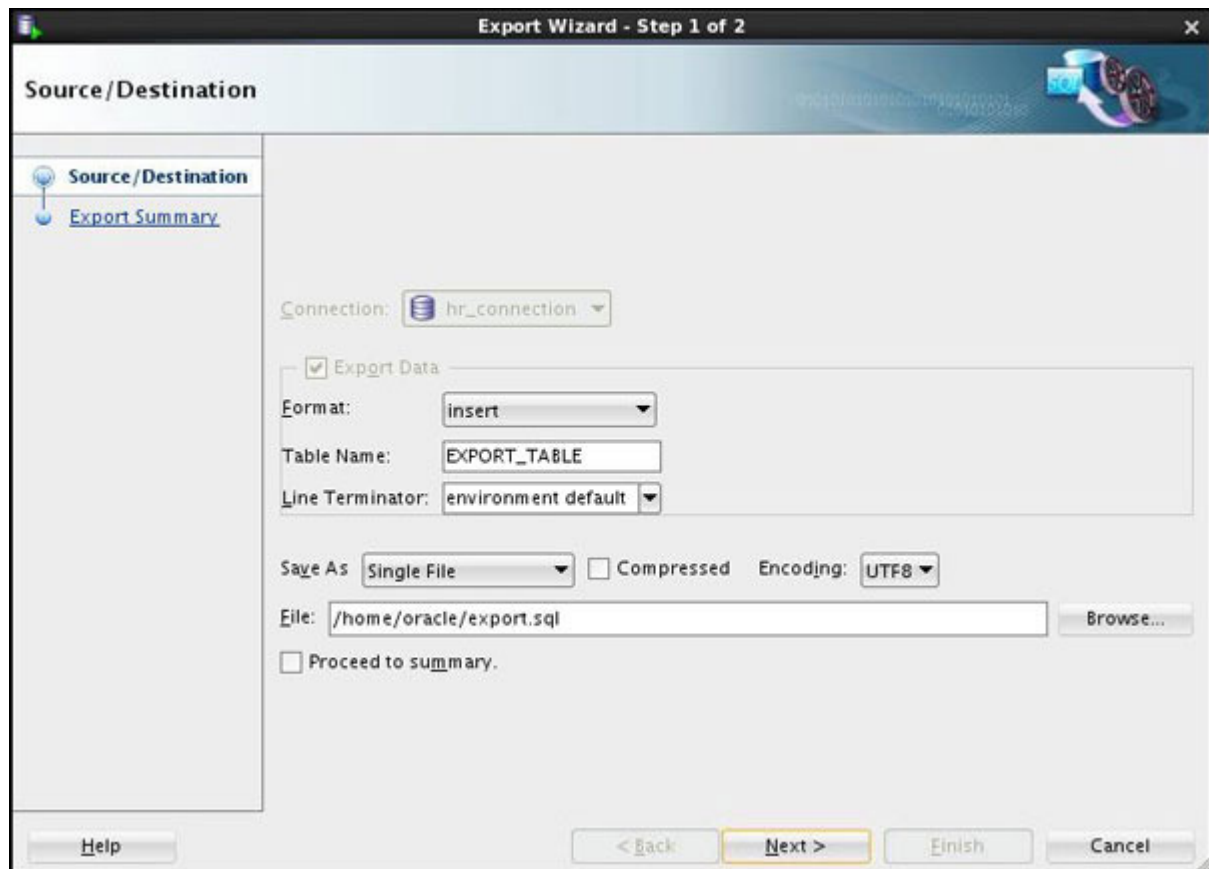 Export Wizard - Step 1 of 2
Source/Destination
Source/Destination
Export Summary
Connection: hr_connection
Export Data
Format: insert
Table Name: EXPORT_TABLE
Line Terminator: environment default
Save As Single File Compressed Encoding: UTF8
File: /home/oracle/export.sql Browse...
Proceed to summary.
Help < Back Next > Finish Cancel